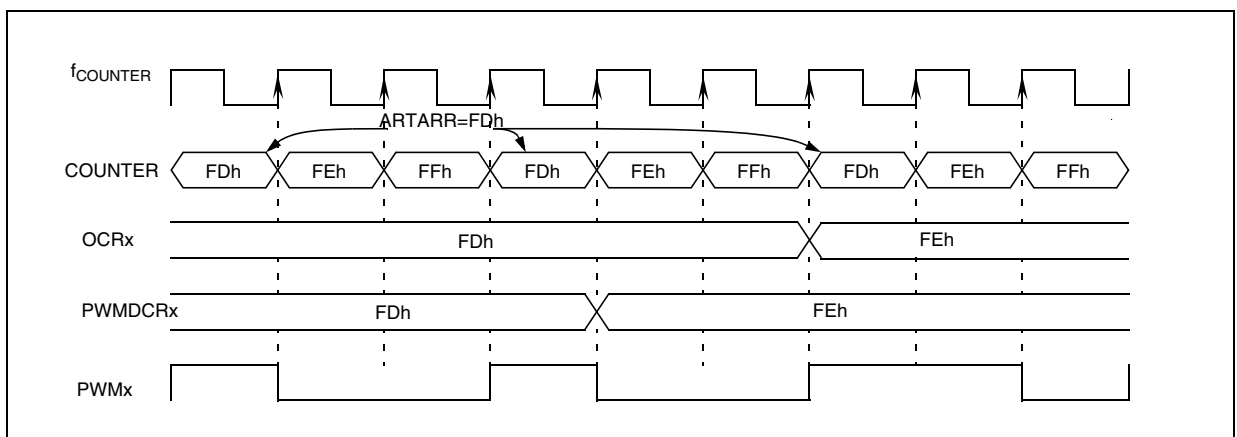 fCOUNTER
ARTARR=FDh
COUNTER FDh FEh FFh FDh FEh FFh FDh FEh FFh
OCRx FDh FEh
PWMDCRx FDh FEh
PWMx